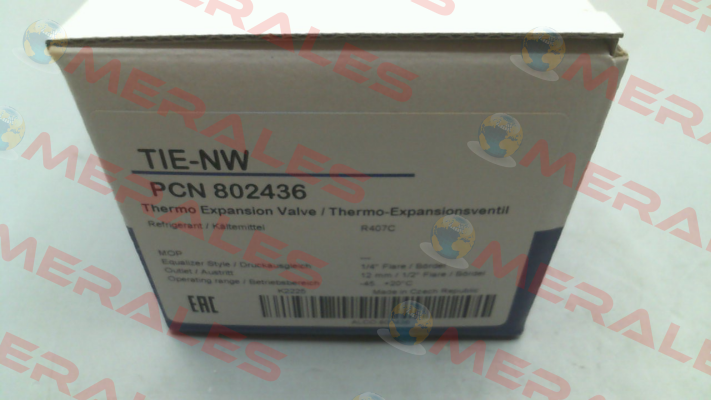 TIE-NW
PCN 802436
Thermo Expansion Valve / Thermo-Expansionsventil
Refrigerant / Kältemittel R407C
MOP ---
Equalizer Style / Druckausgleich 1/4" Flare / Bördel
Outlet / Austritt 12 mm / 1/2" Flare / Bördel
Operating range / Betriebsbereich -45...+20°C
K2025 Made in Czech Republic
EAC
MERALES
MERALES
MERALES
MERALES
MERALES